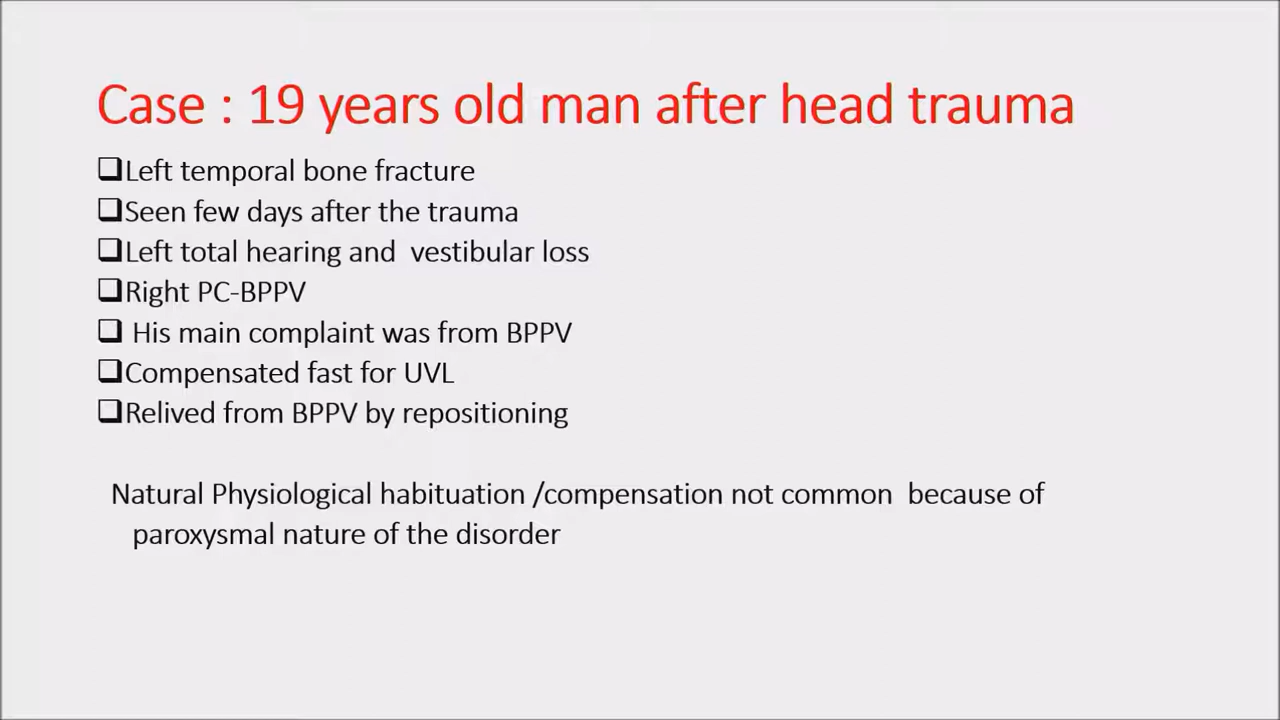 Case : 19 years old man after head trauma
❑Left temporal bone fracture
❑Seen few days after the trauma
❑Left total hearing and  vestibular loss
❑Right PC-BPPV
❑ His main complaint was from BPPV
❑Compensated fast for UVL
❑Relived from BPPV by repositioning
Natural Physiological habituation /compensation not common  because of
paroxysmal nature of the disorder